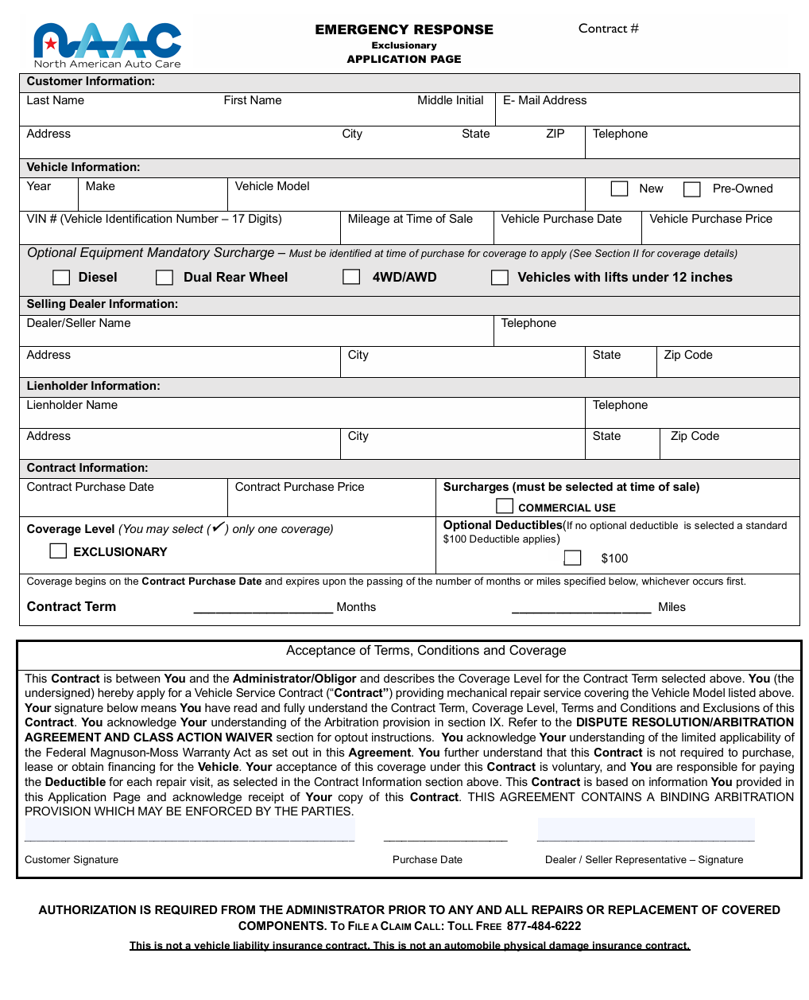 NAAC
North American Auto Care
EMERGENCY RESPONSE
Exclusionary
APPLICATION PAGE
Contract #
Customer Information:
Last Name First Name Middle Initial E- Mail Address
Address City State ZIP Telephone
Vehicle Information:
Year Make Vehicle Model New Pre-Owned
VIN # (Vehicle Identification Number – 17 Digits) Mileage at Time of Sale Vehicle Purchase Date Vehicle Purchase Price
Optional Equipment Mandatory Surcharge – Must be identified at time of purchase for coverage to apply (See Section II for coverage details)
Diesel Dual Rear Wheel 4WD/AWD Vehicles with lifts under 12 inches
Selling Dealer Information:
Dealer/Seller Name Telephone
Address City State Zip Code
Lienholder Information:
Lienholder Name Telephone
Address City State Zip Code
Contract Information:
Contract Purchase Date Contract Purchase Price Surcharges (must be selected at time of sale)
COMMERCIAL USE
Coverage Level (You may select (✓) only one coverage)
EXCLUSIONARY
Optional Deductibles(If no optional deductible is selected a standard
$100 Deductible applies)
$100
Coverage begins on the Contract Purchase Date and expires upon the passing of the number of months or miles specified below, whichever occurs first.
Contract Term ____________________ Months ____________________ Miles
Acceptance of Terms, Conditions and Coverage
This Contract is between You and the Administrator/Obligor and describes the Coverage Level for the Contract Term selected above. You (the
undersigned) hereby apply for a Vehicle Service Contract (“Contract”) providing mechanical repair service covering the Vehicle Model listed above.
Your signature below means You have read and fully understand the Contract Term, Coverage Level, Terms and Conditions and Exclusions of this
Contract. You acknowledge Your understanding of the Arbitration provision in section IX. Refer to the DISPUTE RESOLUTION/ARBITRATION
AGREEMENT AND CLASS ACTION WAIVER section for optout instructions. You acknowledge Your understanding of the limited applicability of
the Federal Magnuson-Moss Warranty Act as set out in this Agreement. You further understand that this Contract is not required to purchase,
lease or obtain financing for the Vehicle. Your acceptance of this coverage under this Contract is voluntary, and You are responsible for paying
the Deductible for each repair visit, as selected in the Contract Information section above. This Contract is based on information You provided in
this Application Page and acknowledge receipt of Your copy of this Contract. THIS AGREEMENT CONTAINS A BINDING ARBITRATION
PROVISION WHICH MAY BE ENFORCED BY THE PARTIES.
Customer Signature Purchase Date Dealer / Seller Representative – Signature
AUTHORIZATION IS REQUIRED FROM THE ADMINISTRATOR PRIOR TO ANY AND ALL REPAIRS OR REPLACEMENT OF COVERED
COMPONENTS. TO FILE A CLAIM CALL: TOLL FREE 877-484-6222
This is not a vehicle liability insurance contract. This is not an automobile physical damage insurance contract.